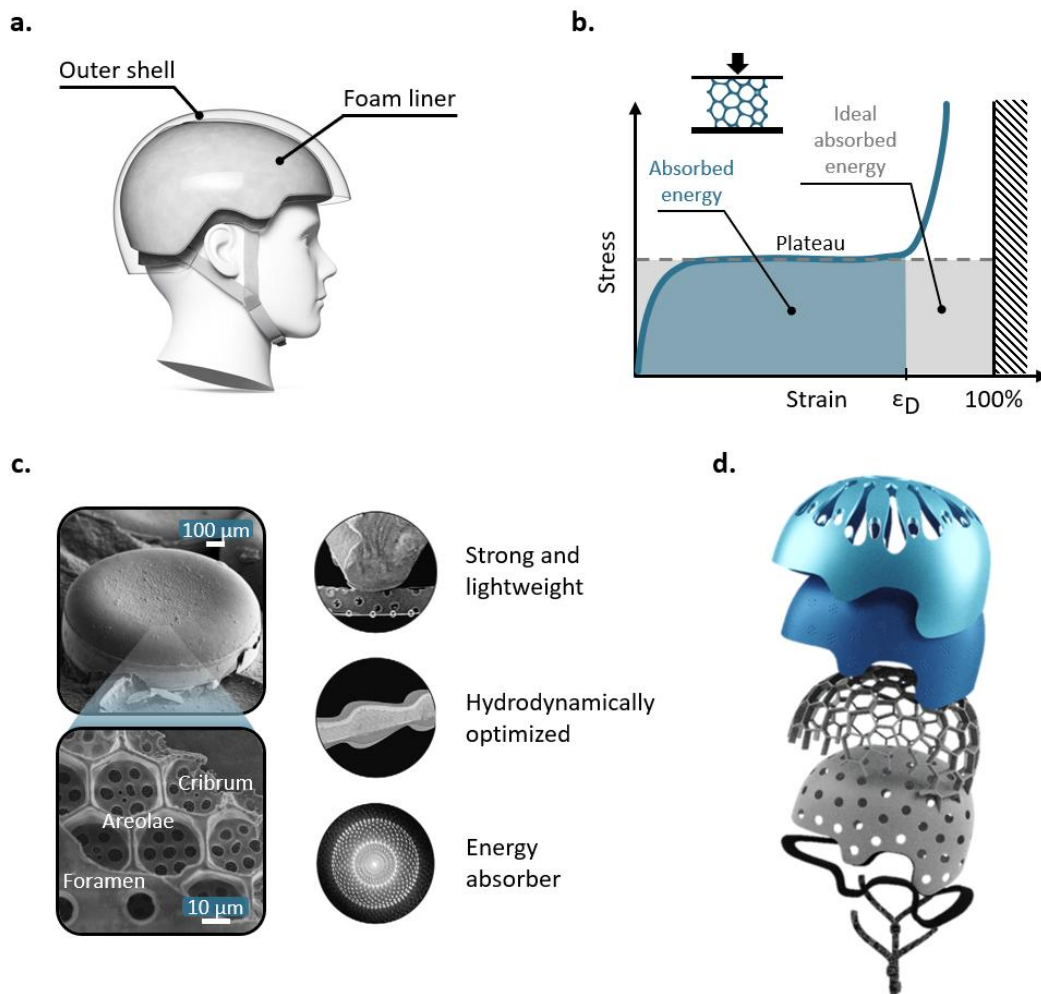 a.
Outer shell
Foam liner
b.
Ideal
absorbed
energy
Absorbed
energy
Plateau
Stress
Strain
εD
100%
c.
100 µm
Cribrum
Areolae
Foramen
10 µm
Strong and
lightweight
Hydrodynamically
optimized
Energy
absorber
d.